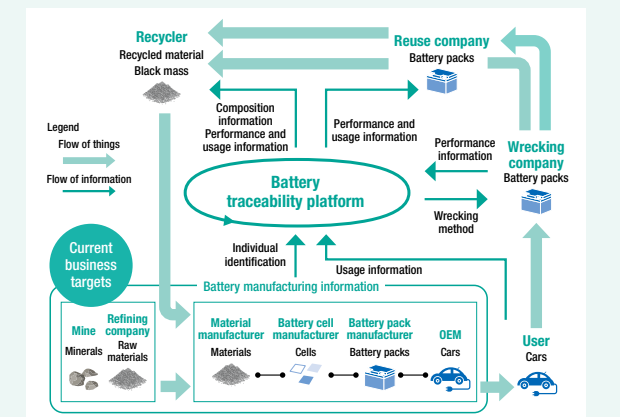 Recycler
Recycled material
Black mass
Reuse company
Battery packs
Legend
Flow of things
Flow of information
Composition
information
Performance and
usage information
Performance and
usage information
Performance
information
Wrecking
company
Battery packs
Battery
traceability platform
Wrecking
method
Current
business
targets
Individual
identification
Usage information
Battery manufacturing information
Mine
Minerals
Refining
company
Raw
materials
Material
manufacturer
Materials
Battery cell
manufacturer
Cells
Battery pack
manufacturer
Battery packs
OEM
Cars
User
Cars